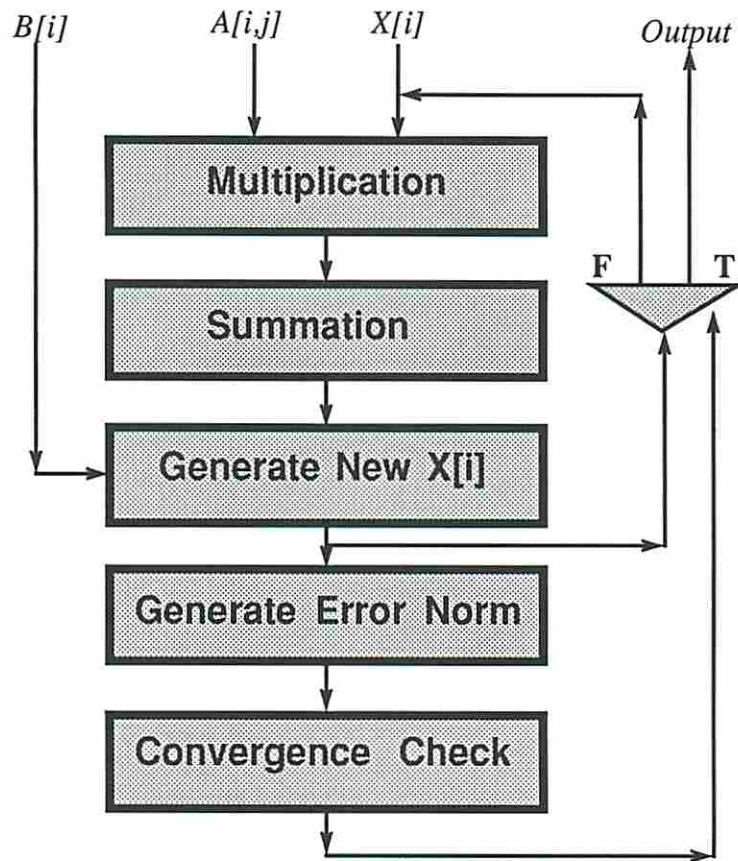 B[i] A[i,j] X[i] Output
Multiplication
F T
Summation
Generate New X[i]
Generate Error Norm
Convergence Check